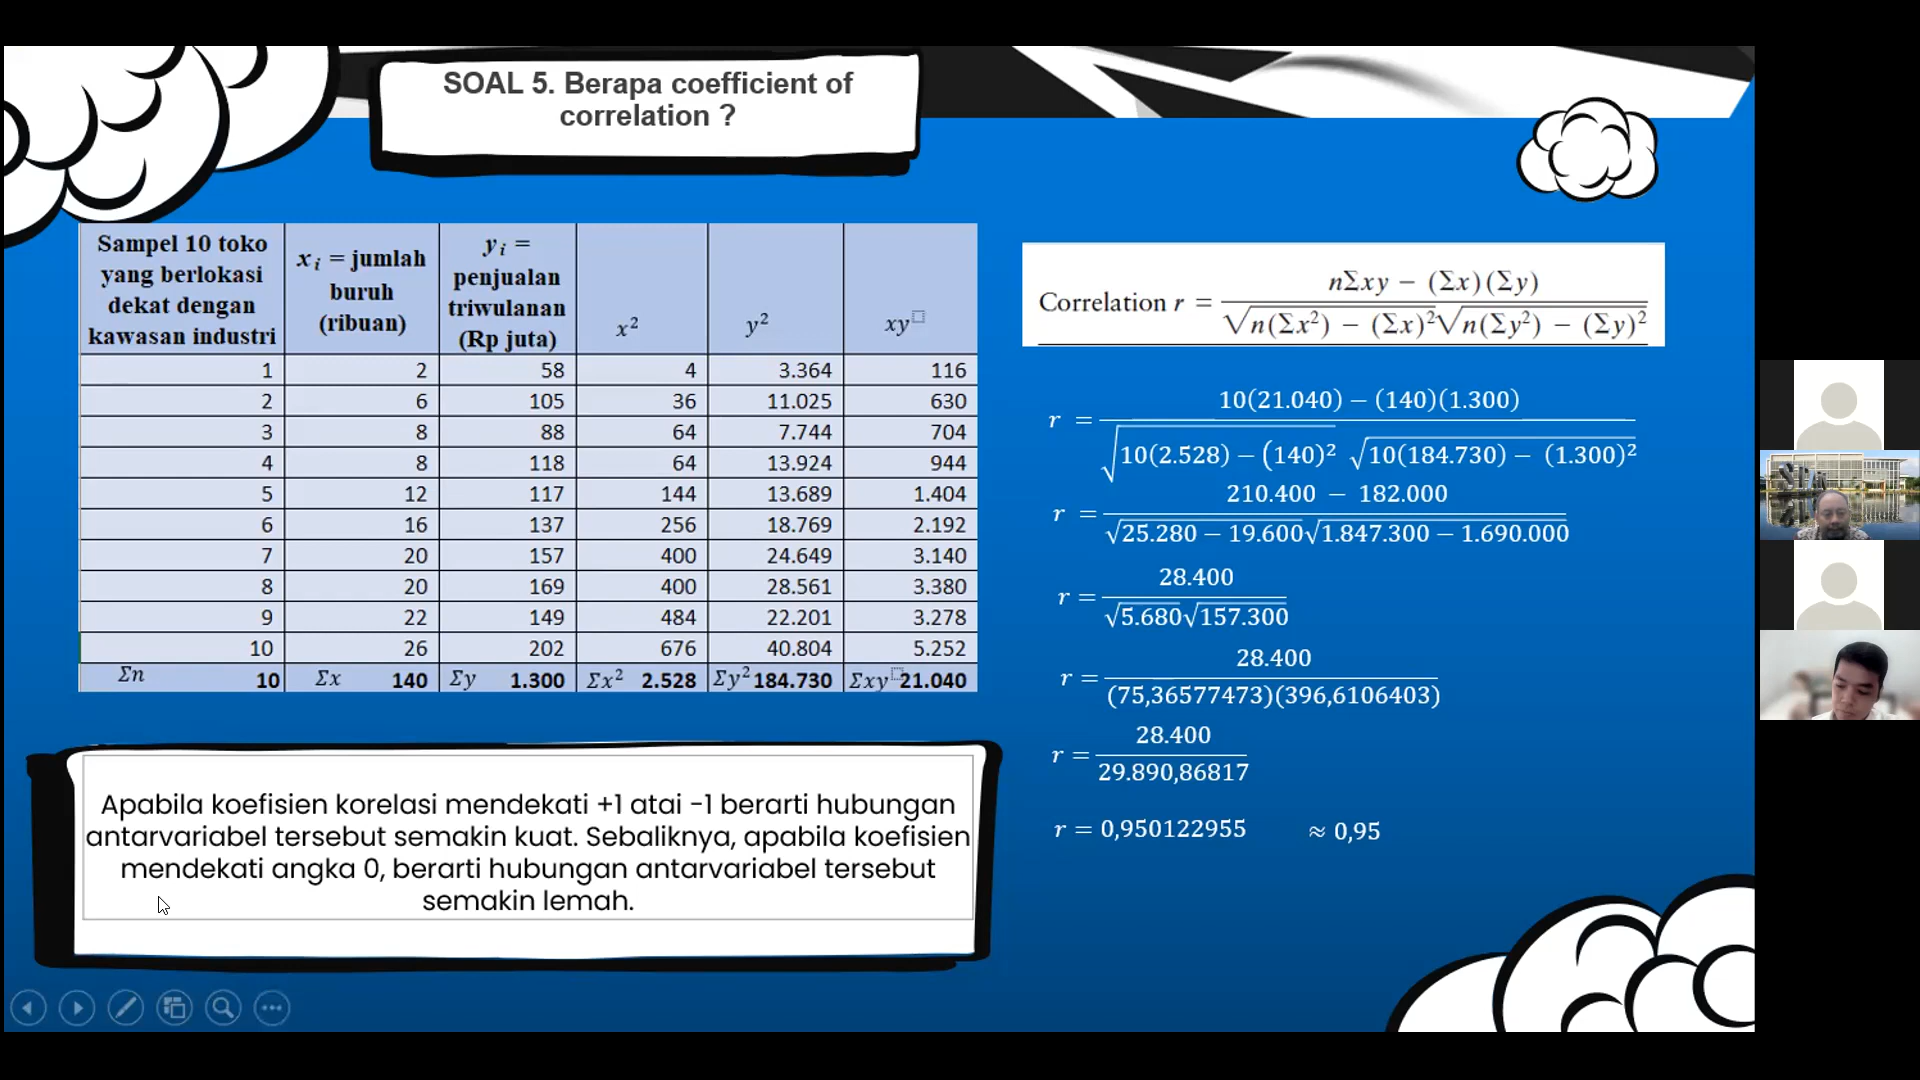 SOAL 5. Berapa coefficient of
correlation ?
Sampel 10 toko
yang berlokasi
dekat dengan
kawasan industri
xᵢ = jumlah
buruh
(ribuan)
yᵢ =
penjualan
triwulanan
(Rp juta)
x²
y²
xy
1 2 58 4 3.364 116
2 6 105 36 11.025 630
3 8 88 64 7.744 704
4 8 118 64 13.924 944
5 12 117 144 13.689 1.404
6 16 137 256 18.769 2.192
7 20 157 400 24.649 3.140
8 20 169 400 28.561 3.380
9 22 149 484 22.201 3.278
10 26 202 676 40.804 5.252
Σn 10 Σx 140 Σy 1.300 Σx² 2.528 Σy² 184.730 Σxy 21.040
Correlation r = nΣxy − (Σx)(Σy) / √n(Σx²) − (Σx)² √n(Σy²) − (Σy)²
r = 10(21.040) − (140)(1.300) / √10(2.528) − (140)² √10(184.730) − (1.300)²
r = 210.400 − 182.000 / √25.280 − 19.600 √1.847.300 − 1.690.000
r = 28.400 / √5.680 √157.300
r = 28.400 / (75,36577473)(396,6106403)
r = 28.400 / 29.890,86817
r = 0,950122955 ≈ 0,95
Apabila koefisien korelasi mendekati +1 atai -1 berarti hubungan
antarvariabel tersebut semakin kuat. Sebaliknya, apabila koefisien
mendekati angka 0, berarti hubungan antarvariabel tersebut
semakin lemah.